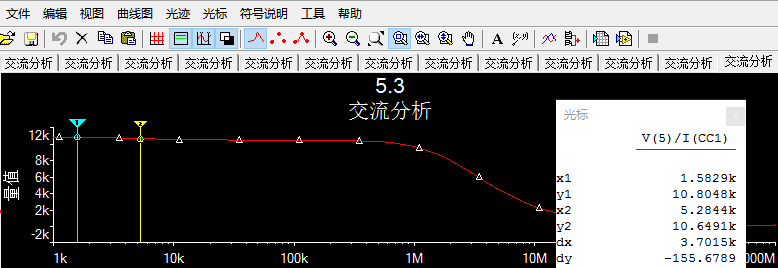 文件 编辑 视图 曲线图 光迹 光标 符号说明 工具 帮助
交流分析 交流分析 交流分析 交流分析 交流分析 交流分析 交流分析 交流分析 交流分析 交流分析 交流分析 交流分析 交流分析
5.3
交流分析
光标
V(5)/I(CC1)
x1 1.5829k
y1 10.8048k
x2 5.2844k
y2 10.6491k
dx 3.7015k
dy -155.6789
量值
12k
8k
6k
4k
2k
-2k
1k 10k 100k 1M 10M 000M